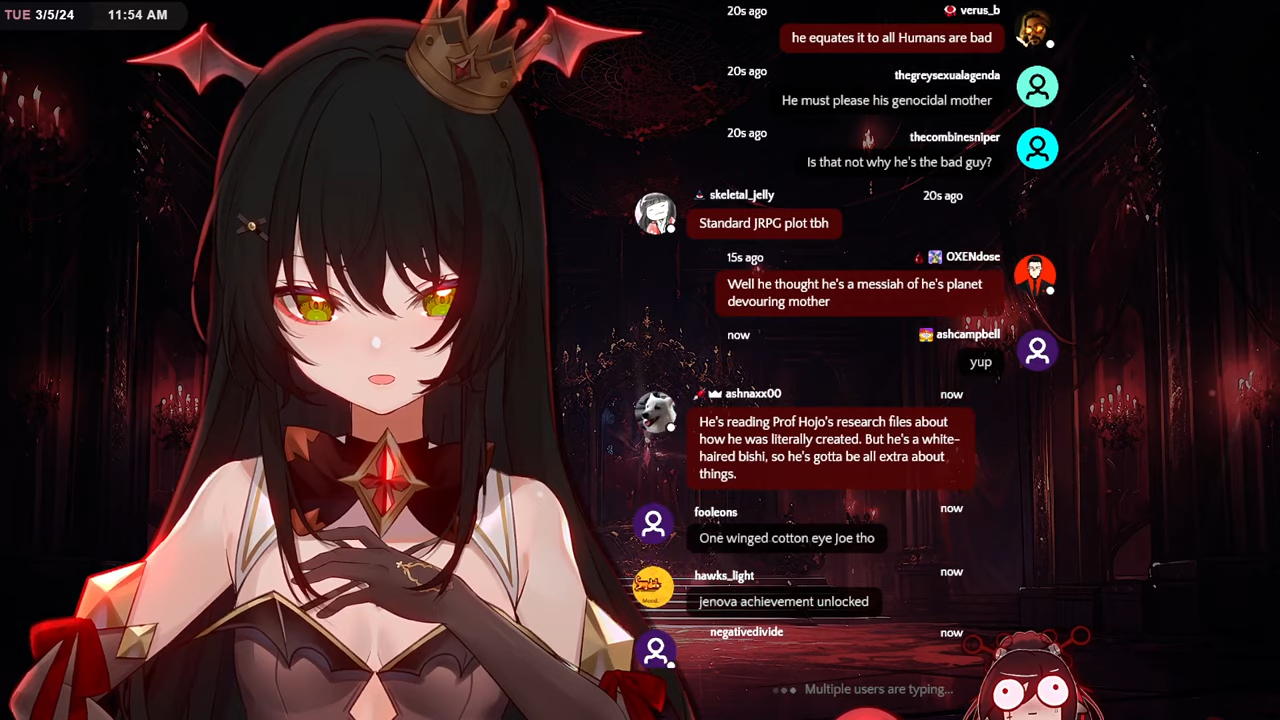 TUE 3/5/24 11:54 AM
20s ago verus_b
he equates it to all Humans are bad
20s ago thegreysexualagenda
He must please his genocidal mother
20s ago thecombinesniper
Is that not why he's the bad guy?
skeletal_jelly 20s ago
Standard JRPG plot tbh
15s ago OXENdose
Well he thought he's a messiah of he's planet
devouring mother
now ashcampbell
yup
ashnaxx00 now
He's reading Prof Hojo's research files about
how he was literally created. But he's a white-
haired bishi, so he's gotta be all extra about
things.
fooleons now
One winged cotton eye Joe tho
hawks_light now
jenova achievement unlocked
negativedivide now
Multiple users are typing...